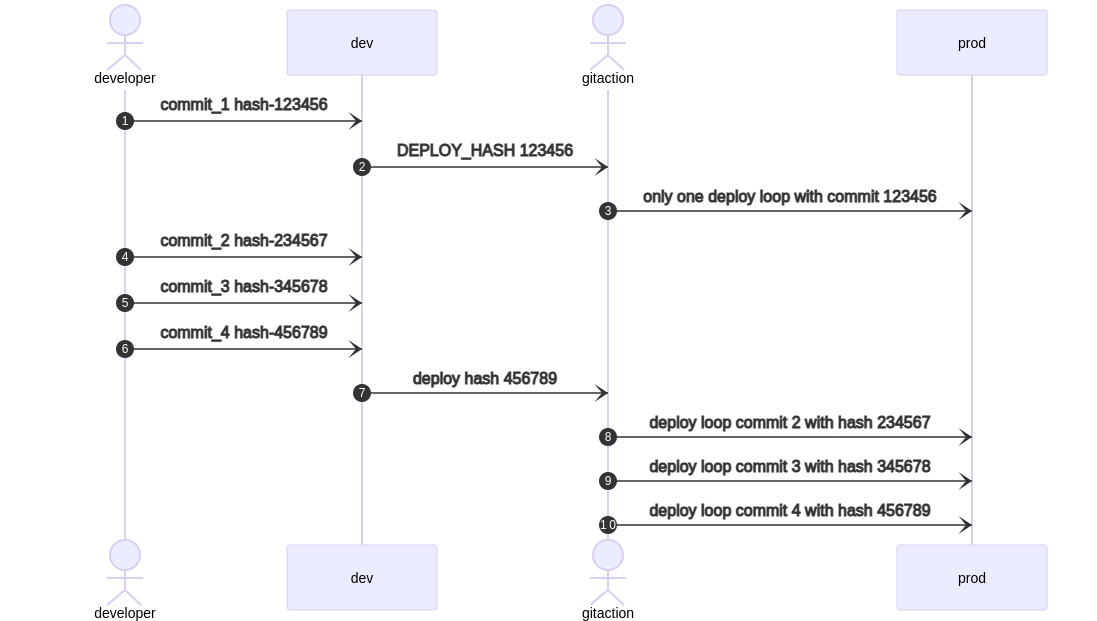 developer
dev
gitaction
prod
commit_1 hash-123456
1
DEPLOY_HASH 123456
2
only one deploy loop with commit 123456
3
commit_2 hash-234567
4
commit_3 hash-345678
5
commit_4 hash-456789
6
deploy hash 456789
7
deploy loop commit 2 with hash 234567
8
deploy loop commit 3 with hash 345678
9
deploy loop commit 4 with hash 456789
10
developer
dev
gitaction
prod